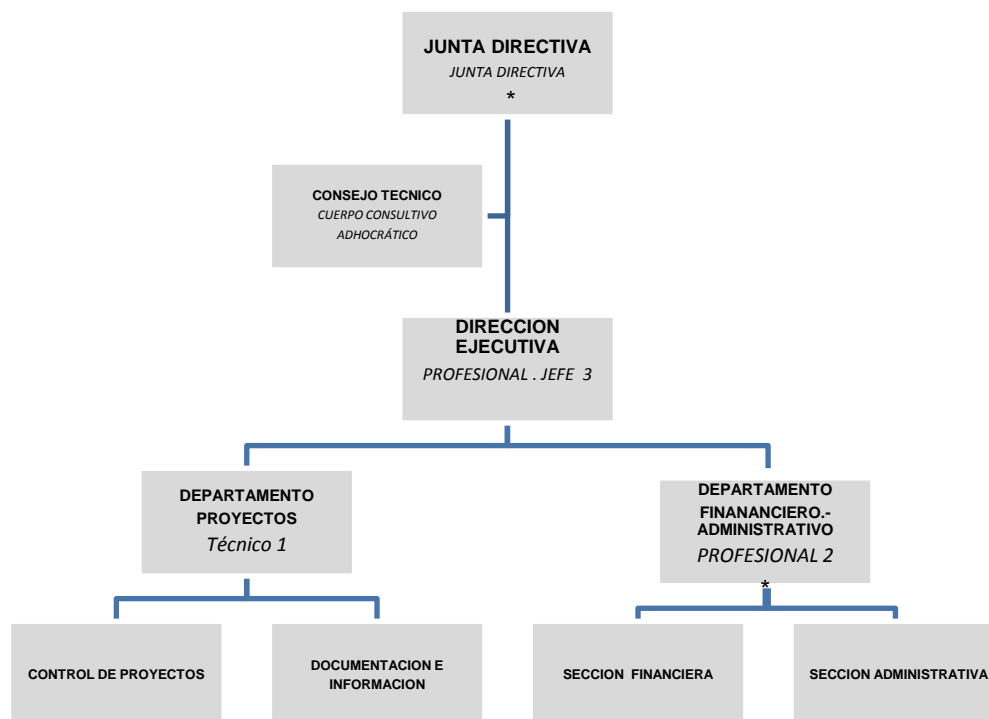 JUNTA DIRECTIVA
JUNTA DIRECTIVA
*
CONSEJO TECNICO
CUERPO CONSULTIVO
ADHOCRÁTICO
DIRECCION
EJECUTIVA
PROFESIONAL . JEFE 3
DEPARTAMENTO
PROYECTOS
Técnico 1
DEPARTAMENTO
FINANANCIERO.-
ADMINISTRATIVO
PROFESIONAL 2
*
CONTROL DE PROYECTOS
DOCUMENTACION E
INFORMACION
SECCION FINANCIERA
SECCION ADMINISTRATIVA